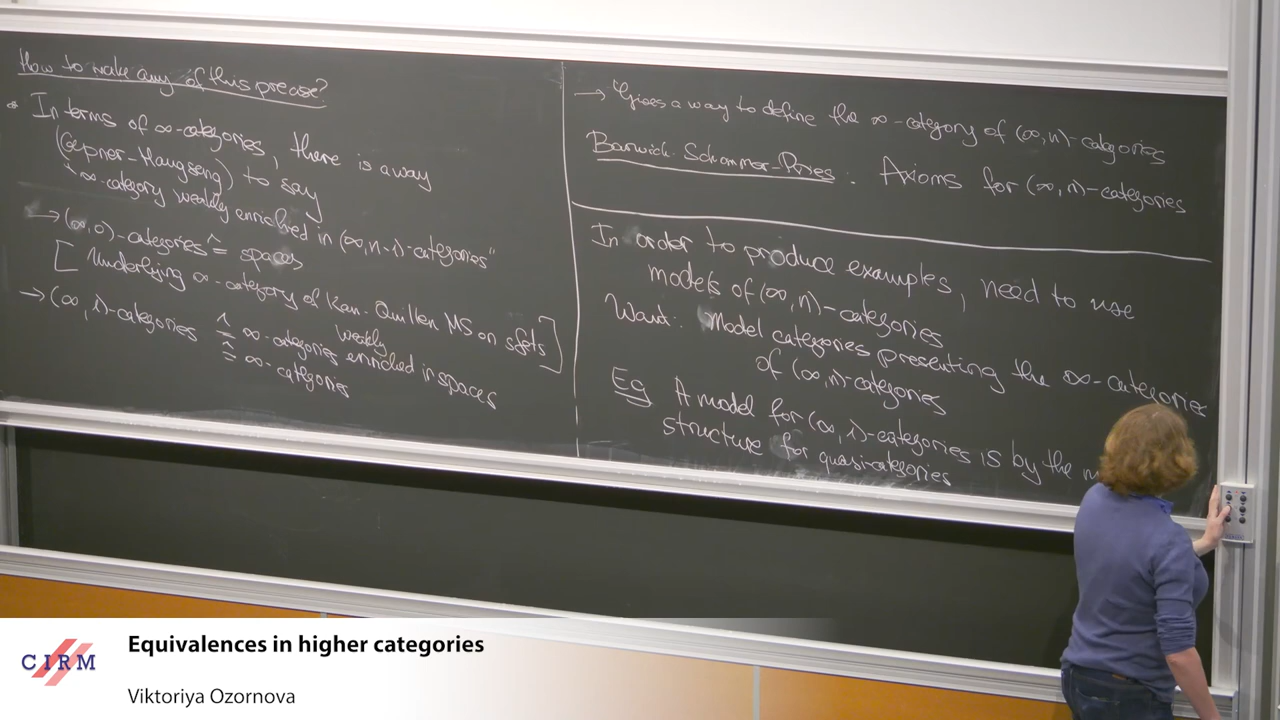 How to make any of this precise?
• In terms of ∞-categories, there is a way
(Gepner-Haugseng) to say
"∞-category weakly enriched in (∞,n-1)-categories"
→ (∞,0)-categories ≙ spaces
[Underlying ∞-category of Kan-Quillen MS on sSets]
→ (∞,1)-categories ≙ ∞-categories weakly enriched in spaces
≙ ∞-categories
→ Gives a way to define the ∞-category of (∞,n)-categories
Barwick-Schommer-Pries: Axioms for (∞,n)-categories
In order to produce examples, need to use
models of (∞,n)-categories
Want: Model categories presenting the ∞-categories
of (∞,n)-categories
Eg A model for (∞,1)-categories is by the
structure for quasicategories
CIRM
Equivalences in higher categories
Viktoriya Ozornova